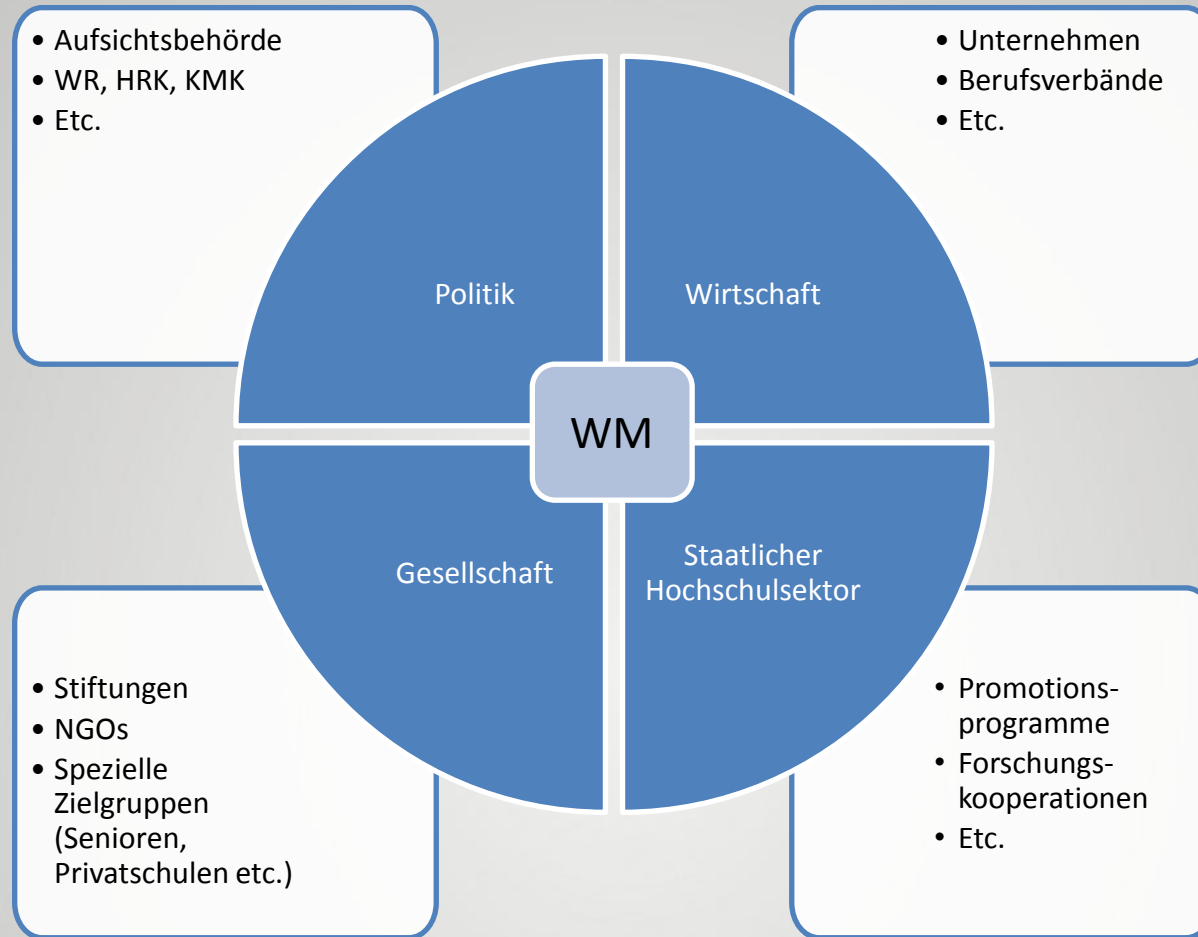 • Aufsichtsbehörde
• WR, HRK, KMK
• Etc.
• Unternehmen
• Berufsverbände
• Etc.
Politik
Wirtschaft
WM
Gesellschaft
Staatlicher
Hochschulsektor
• Stiftungen
• NGOs
• Spezielle
Zielgruppen
(Senioren,
Privatschulen etc.)
• Promotions-
programme
• Forschungs-
kooperationen
• Etc.